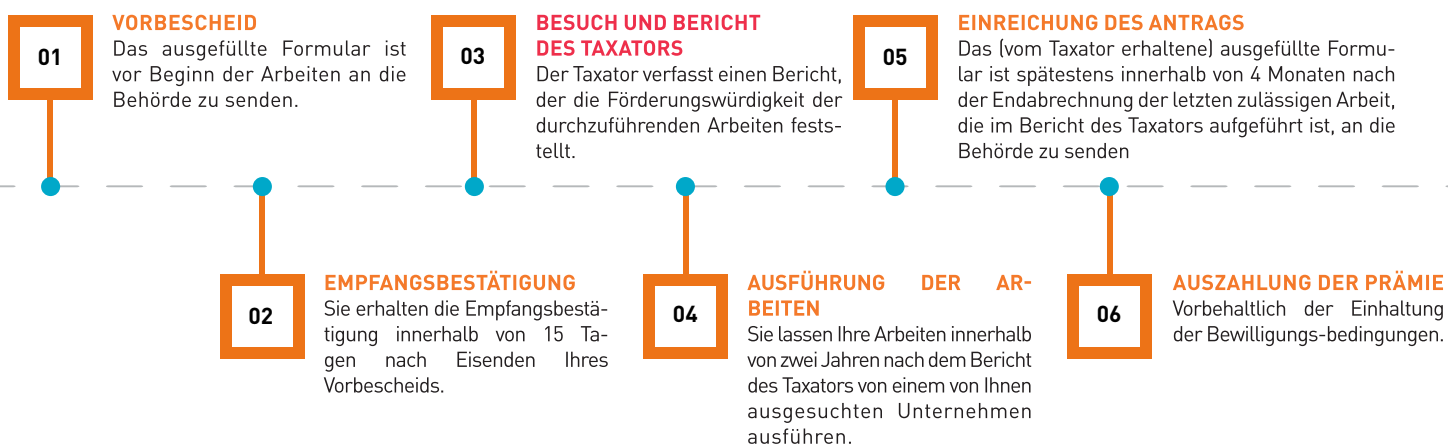 01
VORBESCHEID
Das ausgefüllte Formular ist
vor Beginn der Arbeiten an die
Behörde zu senden.
02
EMPFANGSBESTÄTIGUNG
Sie erhalten die Empfangsbestä-
tigung innerhalb von 15 Ta-
gen nach Eisenden Ihres
Vorbescheids.
03
BESUCH UND BERICHT
DES TAXATORS
Der Taxator verfasst einen Bericht,
der die Förderungswürdigkeit der
durchzuführenden Arbeiten fests-
tellt.
04
AUSFÜHRUNG DER AR-
BEITEN
Sie lassen Ihre Arbeiten innerhalb
von zwei Jahren nach dem Bericht
des Taxators von einem von Ihnen
ausgesuchten Unternehmen
ausführen.
05
EINREICHUNG DES ANTRAGS
Das (vom Taxator erhaltene) ausgefüllte Formu-
lar ist spätestens innerhalb von 4 Monaten nach
der Endabrechnung der letzten zulässigen Arbeit,
die im Bericht des Taxators aufgeführt ist, an die
Behörde zu senden
06
AUSZAHLUNG DER PRÄMIE
Vorbehaltlich der Einhaltung
der Bewilligungs-bedingungen.